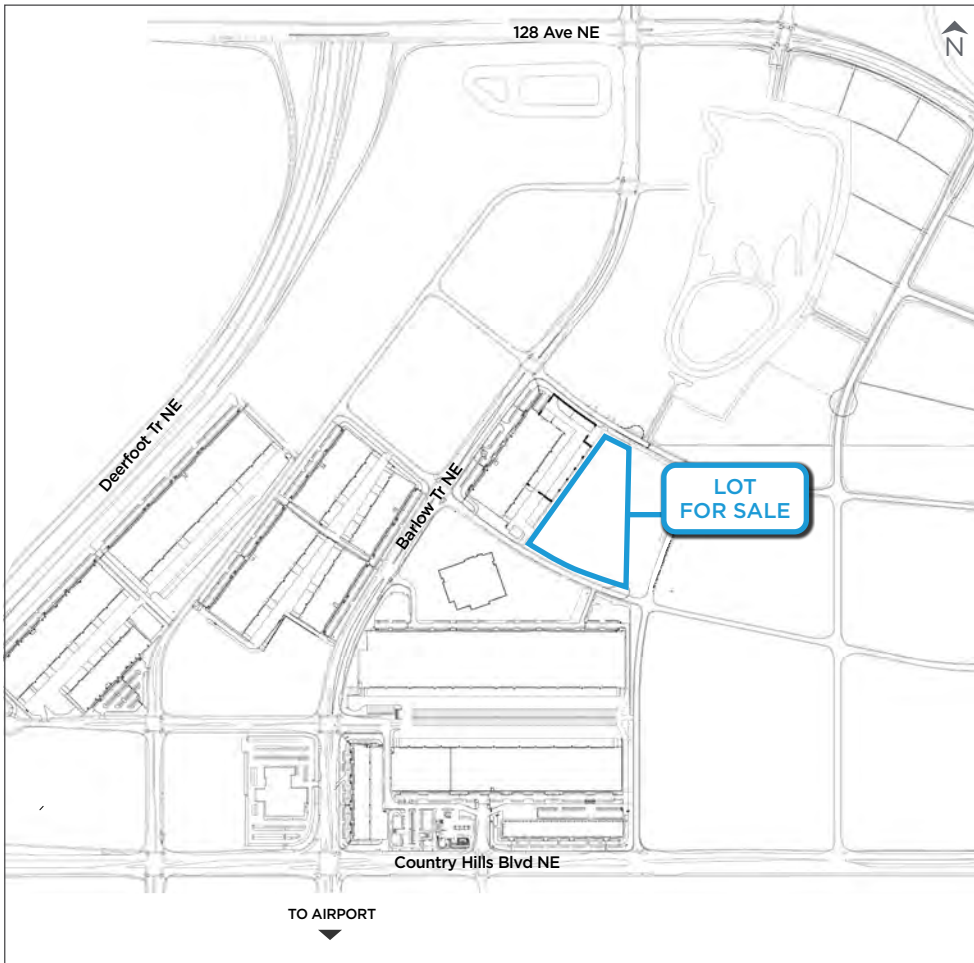 128 Ave NE
N
Deerfoot Tr NE
Barlow Tr NE
LOT
FOR SALE
Country Hills Blvd NE
TO AIRPORT